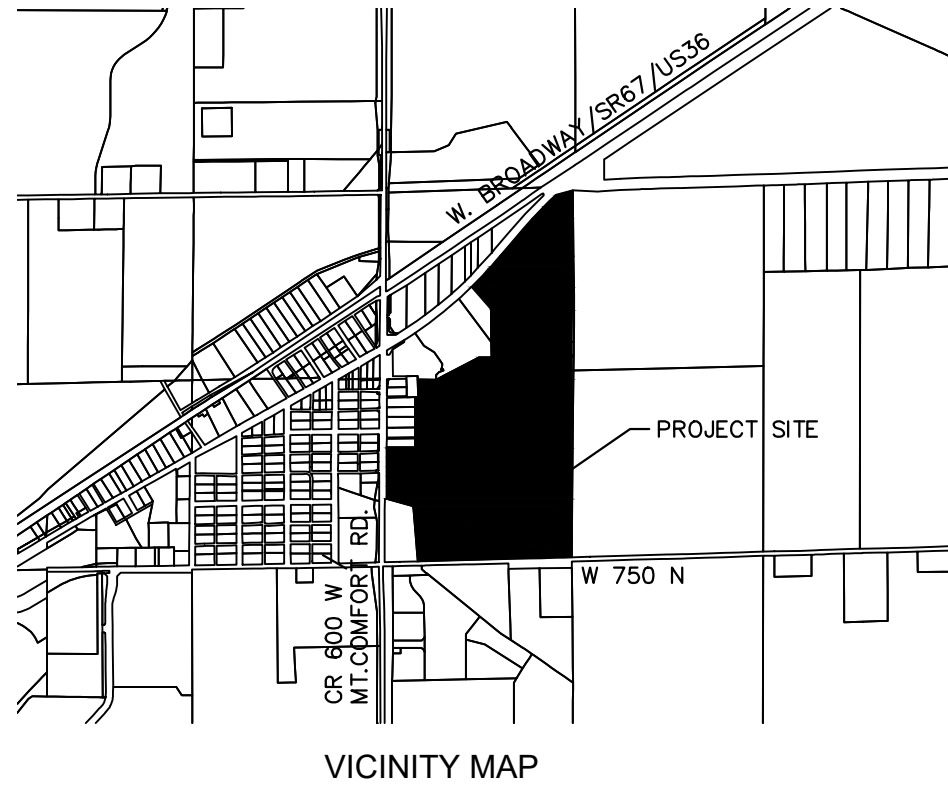 W. BROADWAY/SR67/US36
PROJECT SITE
W 750 N
CR 600 W
MT.COMFORT RD.
VICINITY MAP